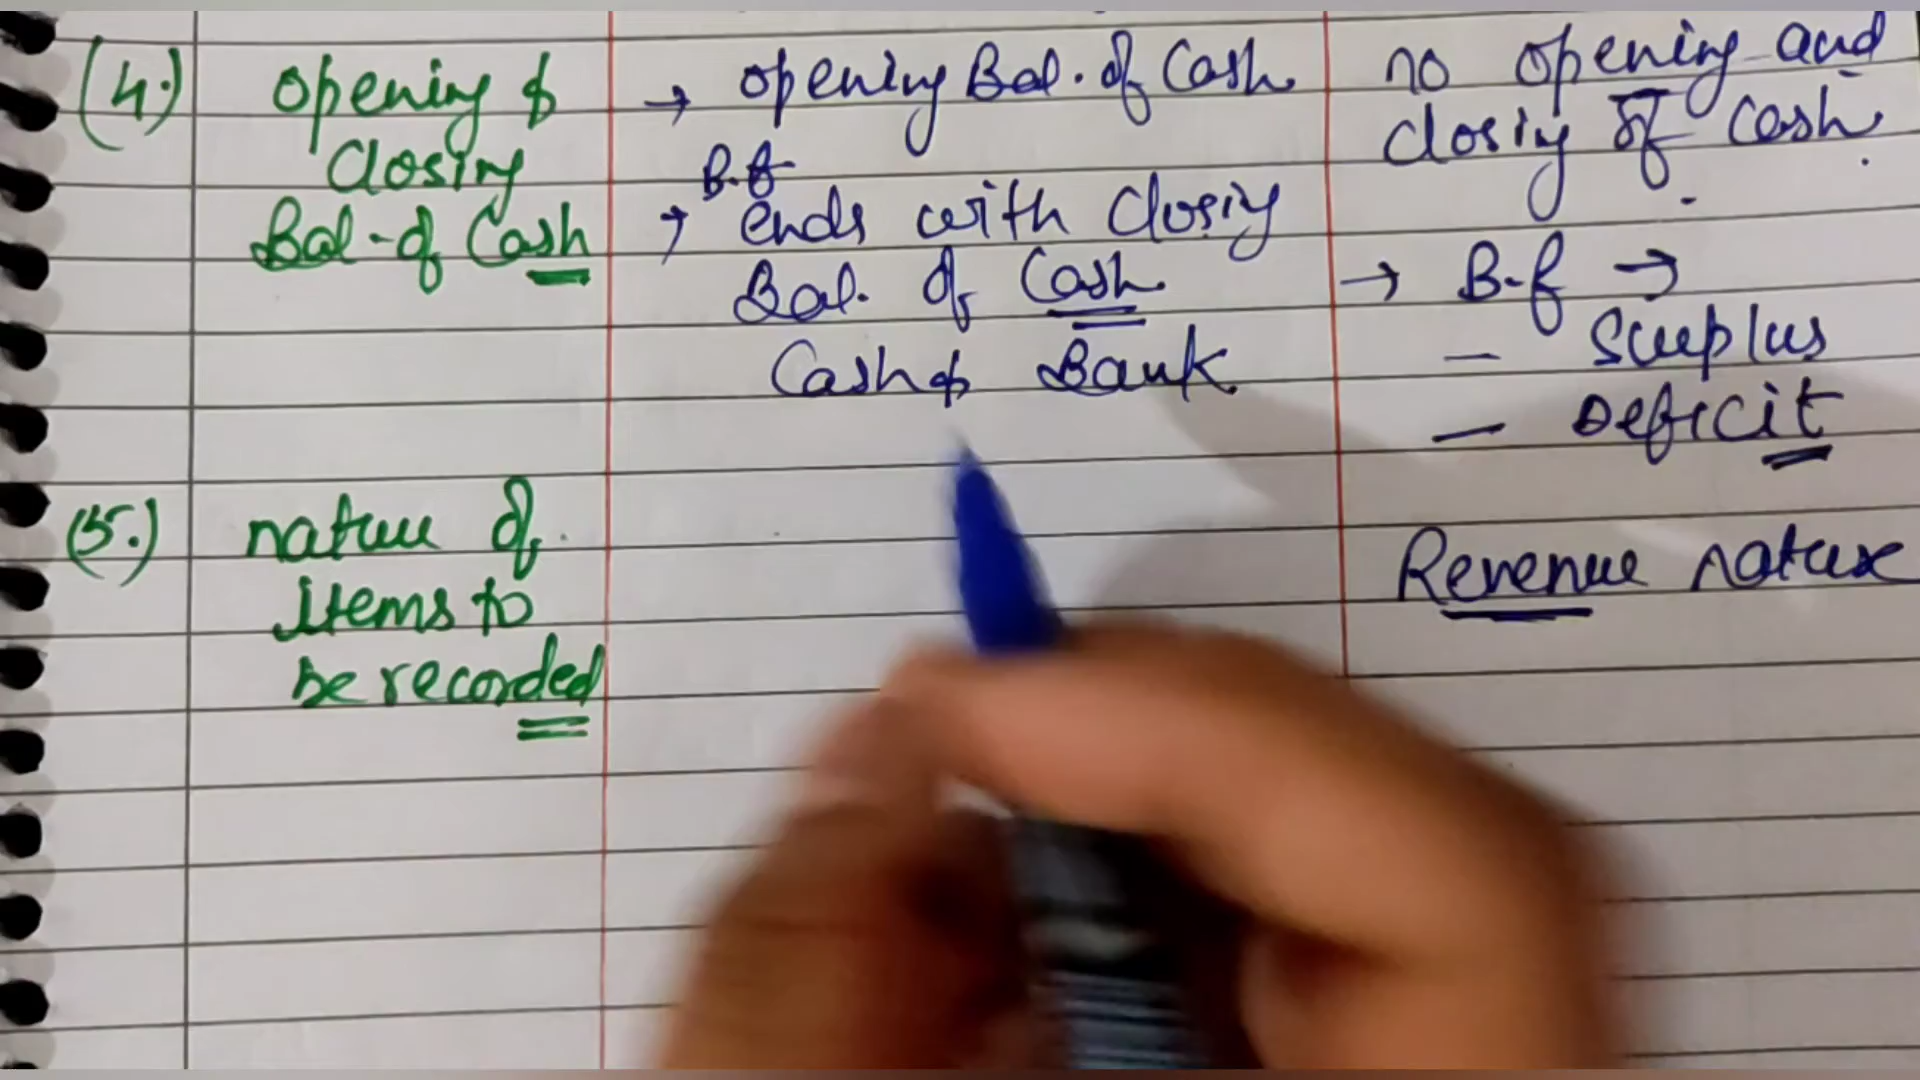 (4.)
opening &
Closing
Bal. of Cash
→ opening Bal. of Cash
B.f
→ ends with Closing
Bal. of Cash
Cash & Bank
no opening and
closing of cash.
→ B.f →
— Surplus
— Deficit
(5.)
nature of
items to
be recorded
Revenue nature